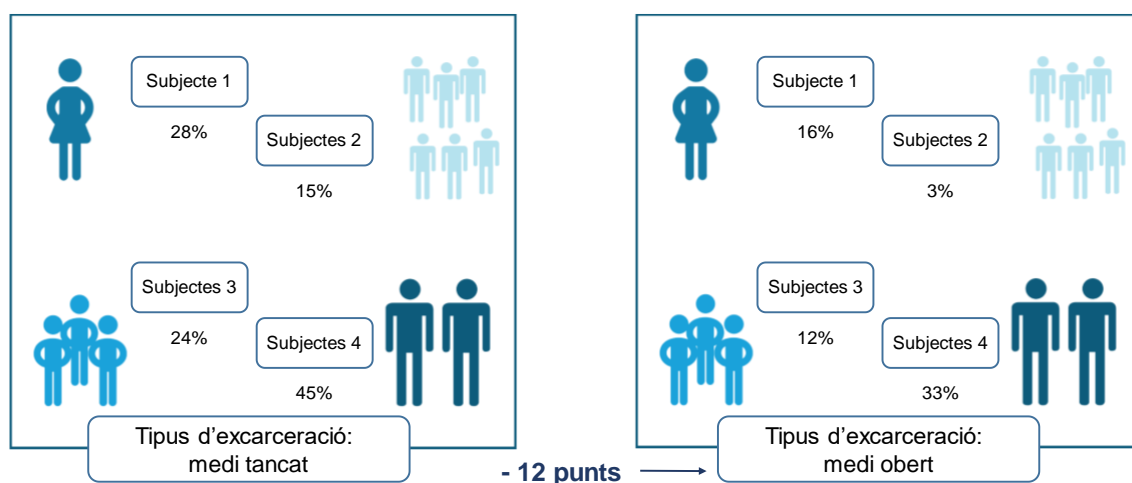 Subjecte 1
28%
Subjectes 2
15%
Subjectes 3
24%
Subjectes 4
45%
Tipus d’excarceració:
medi tancat
- 12 punts
Subjecte 1
16%
Subjectes 2
3%
Subjectes 3
12%
Subjectes 4
33%
Tipus d’excarceració:
medi obert